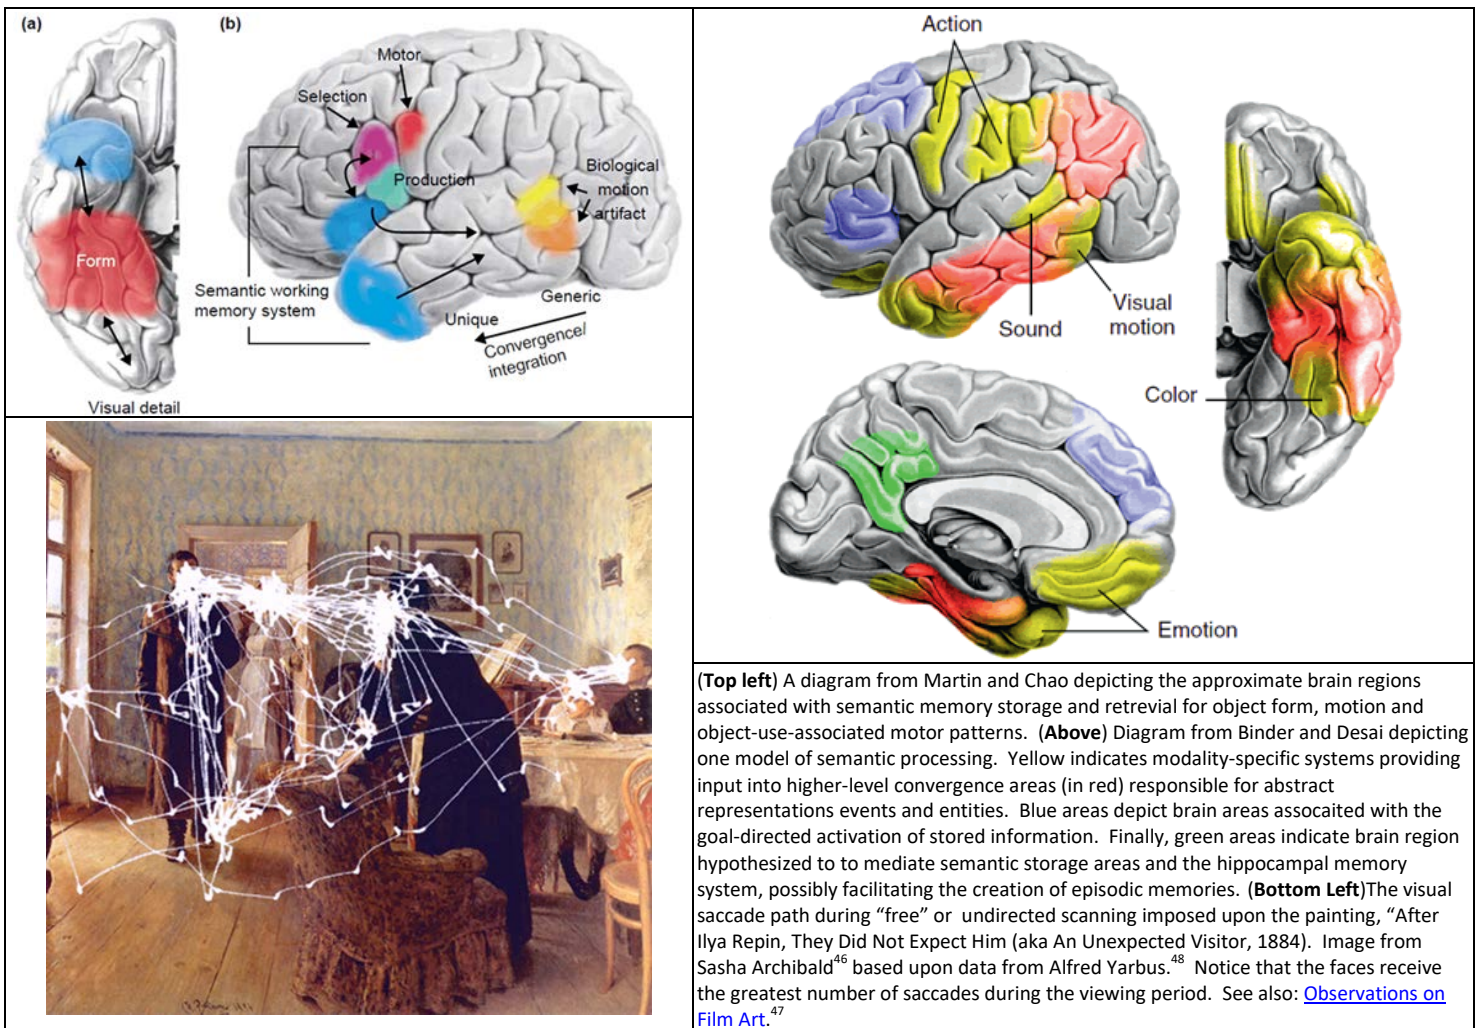 (a)
(b)
Motor
Selection
Production
Biological
motion
artifact
Form
Semantic working
memory system
Generic
Unique
Convergence/
integration
Visual detail
Action
Sound
Visual
motion
Color
Emotion
(Top left) A diagram from Martin and Chao depicting the approximate brain regions
associated with semantic memory storage and retrevial for object form, motion and
object-use-associated motor patterns. (Above) Diagram from Binder and Desai depicting
one model of semantic processing. Yellow indicates modality-specific systems providing
input into higher-level convergence areas (in red) responsible for abstract
representations events and entities. Blue areas depict brain areas assocaited with the
goal-directed activation of stored information. Finally, green areas indicate brain region
hypothesized to to mediate semantic storage areas and the hippocampal memory
system, possibly facilitating the creation of episodic memories. (Bottom Left)The visual
saccade path during “free” or undirected scanning imposed upon the painting, “After
Ilya Repin, They Did Not Expect Him (aka An Unexpected Visitor, 1884). Image from
Sasha Archibald46 based upon data from Alfred Yarbus.48 Notice that the faces receive
the greatest number of saccades during the viewing period. See also: Observations on
Film Art.47